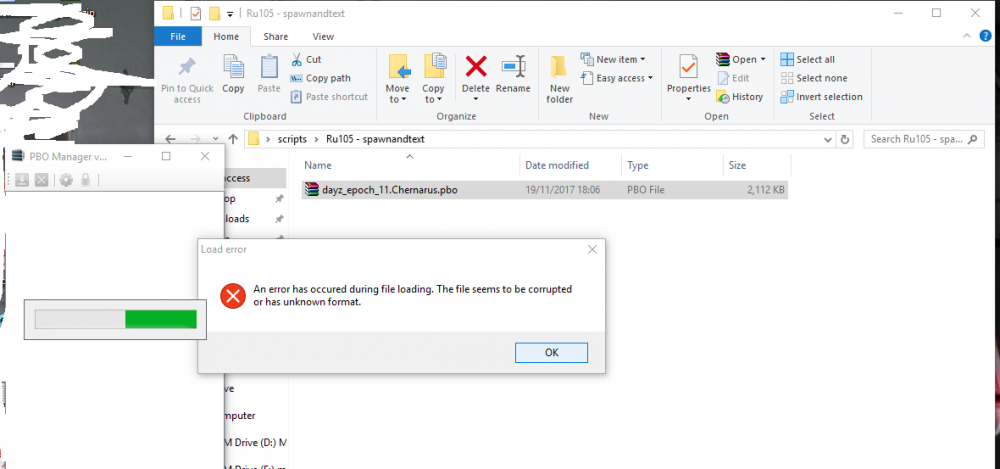 Ru105 - spawnandtext
File
Home
Share
View
Pin to Quick access
Copy
Paste
Cut
Copy path
Paste shortcut
Clipboard
Move to
Copy to
Delete
Rename
Organize
New folder
New item
Easy access
New
Properties
Open
Edit
History
Open
Select all
Select none
Invert selection
Select
scripts
Ru105 - spawnandtext
Search Ru105 - spa...
PBO Manager v...
Name
Date modified
Type
Size
dayz_epoch_11.Chernarus.pbo
19/11/2017 18:06
PBO File
2,112 KB
ccess
op
loads
Load error
An error has occured during file loading. The file seems to be corrupted
or has unknown format.
OK
ve
mputer
M Drive (D:) M